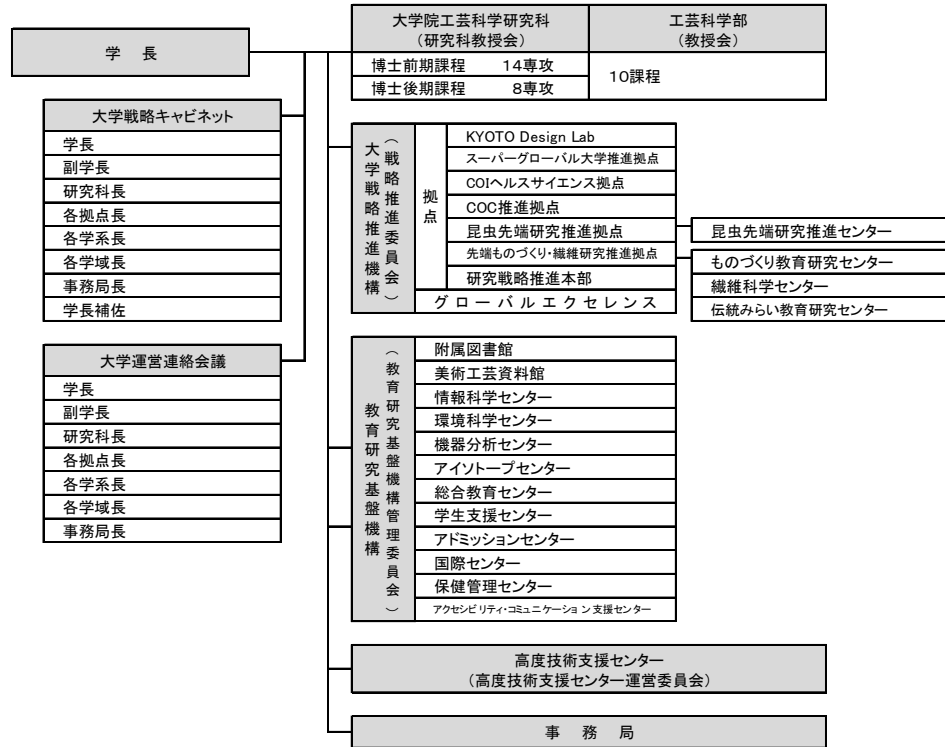 学 長
大学戦略キャビネット
学長
副学長
研究科長
各拠点長
各学系長
各学域長
事務局長
学長補佐
大学運営連絡会議
学長
副学長
研究科長
各拠点長
各学系長
各学域長
事務局長
大学院工芸科学研究科
（研究科教授会）
博士前期課程 14専攻
博士後期課程 8専攻
工芸科学部
（教授会）
10課程
大学戦略推進機構
（戦略推進委員会）
拠点
KYOTO Design Lab
スーパーグローバル大学推進拠点
COIヘルスサイエンス拠点
COC推進拠点
昆虫先端研究推進拠点
先端ものづくり・繊維研究推進拠点
研究戦略推進本部
グローバルエクセレンス
昆虫先端研究推進センター
ものづくり教育研究センター
繊維科学センター
伝統みらい教育研究センター
教育研究基盤機構
（教育研究基盤機構管理委員会）
附属図書館
美術工芸資料館
情報科学センター
環境科学センター
機器分析センター
アイソトープセンター
総合教育センター
学生支援センター
アドミッションセンター
国際センター
保健管理センター
アクセシビリティ・コミュニケーション支援センター
高度技術支援センター
（高度技術支援センター運営委員会）
事 務 局